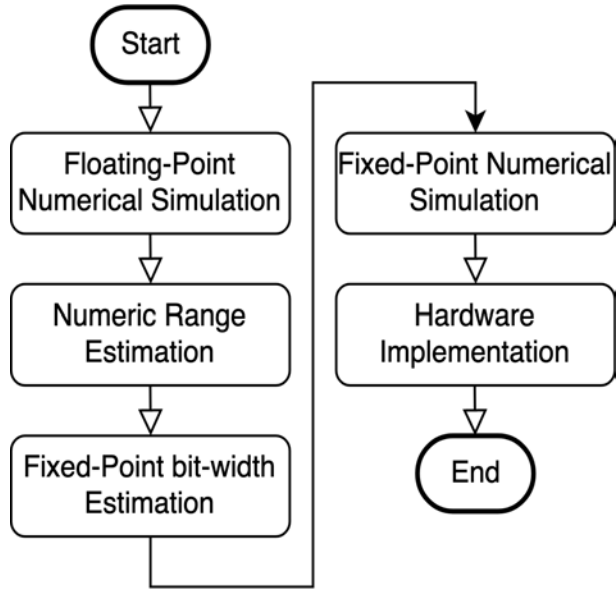 Start
Floating-Point
Numerical Simulation
Numeric Range
Estimation
Fixed-Point bit-width
Estimation
Fixed-Point Numerical
Simulation
Hardware
Implementation
End